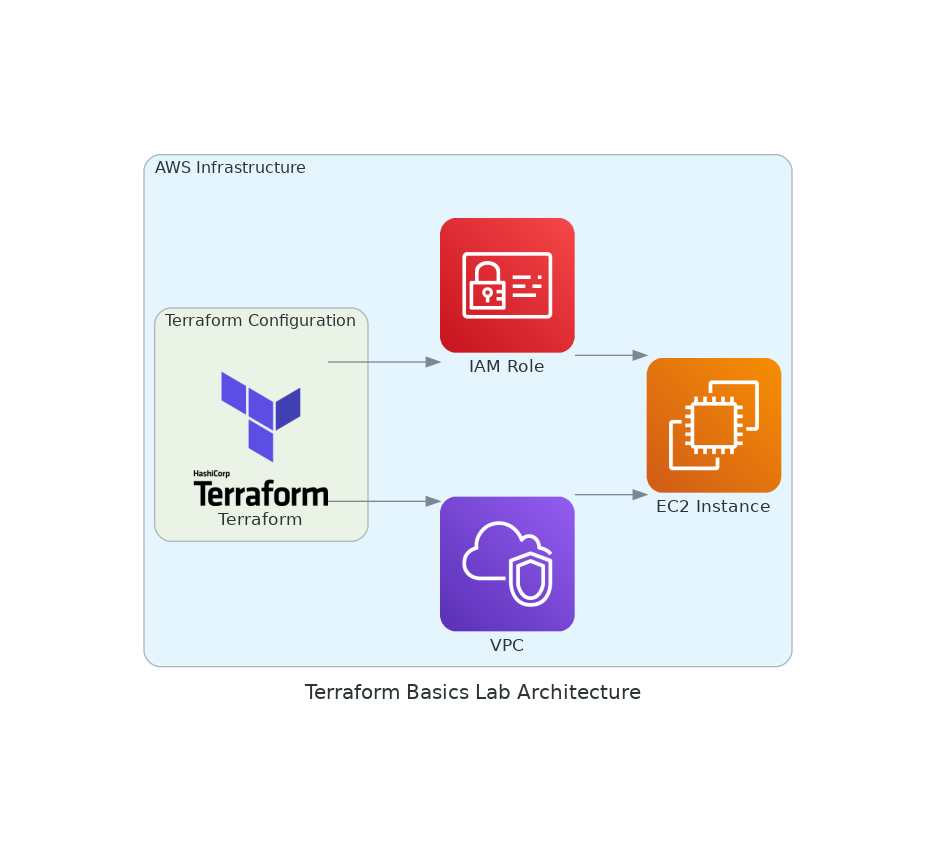 AWS Infrastructure
Terraform Configuration
HashiCorp
Terraform
Terraform
IAM Role
VPC
EC2 Instance
Terraform Basics Lab Architecture